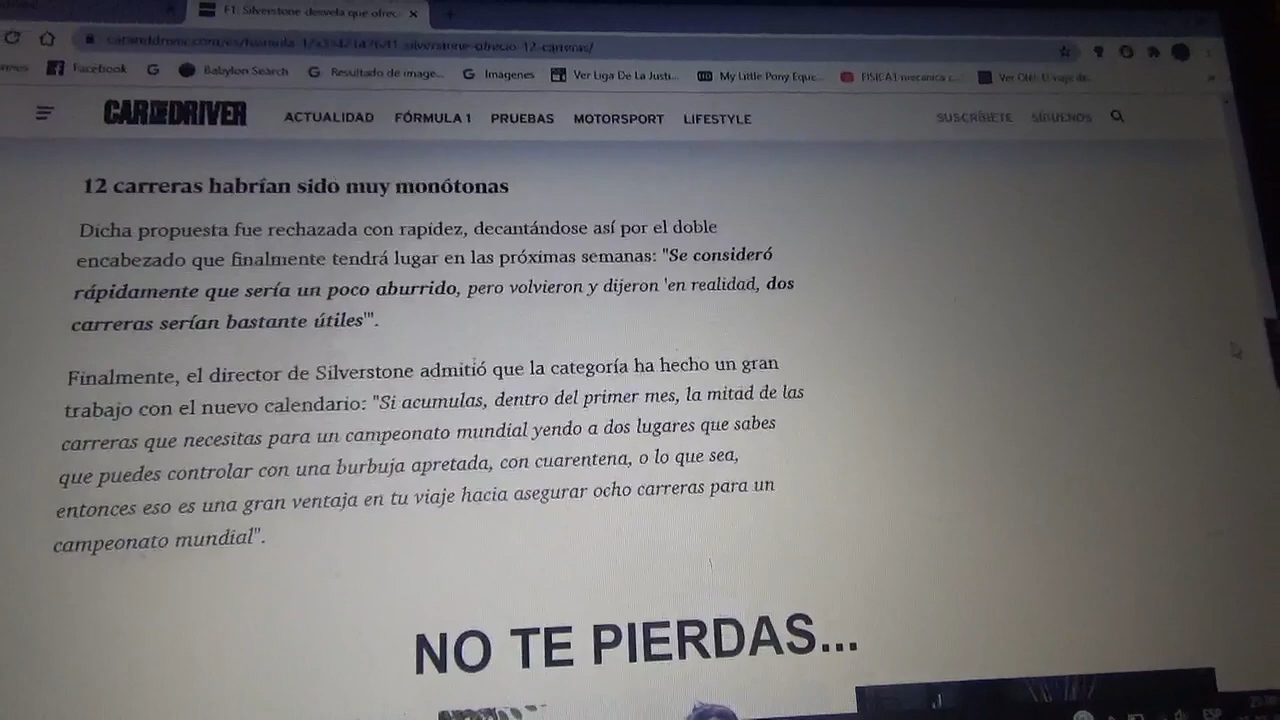 F1: Silverstone desvela que ofrec
Facebook
Babylon Search
Resultado de image...
Imagenes
Ver Liga De La Justi...
My Little Pony Eque...
CAR AND DRIVER
ACTUALIDAD FÓRMULA 1 PRUEBAS MOTORSPORT LIFESTYLE
SUSCRÍBETE SÍGUENOS
12 carreras habrían sido muy monótonas
Dicha propuesta fue rechazada con rapidez, decantándose así por el doble
encabezado que finalmente tendrá lugar en las próximas semanas: "Se consideró
rápidamente que sería un poco aburrido, pero volvieron y dijeron 'en realidad, dos
carreras serían bastante útiles'".
Finalmente, el director de Silverstone admitió que la categoría ha hecho un gran
trabajo con el nuevo calendario: "Si acumulas, dentro del primer mes, la mitad de las
carreras que necesitas para un campeonato mundial yendo a dos lugares que sabes
que puedes controlar con una burbuja apretada, con cuarentena, o lo que sea,
entonces eso es una gran ventaja en tu viaje hacia asegurar ocho carreras para un
campeonato mundial".
NO TE PIERDAS...
ESP